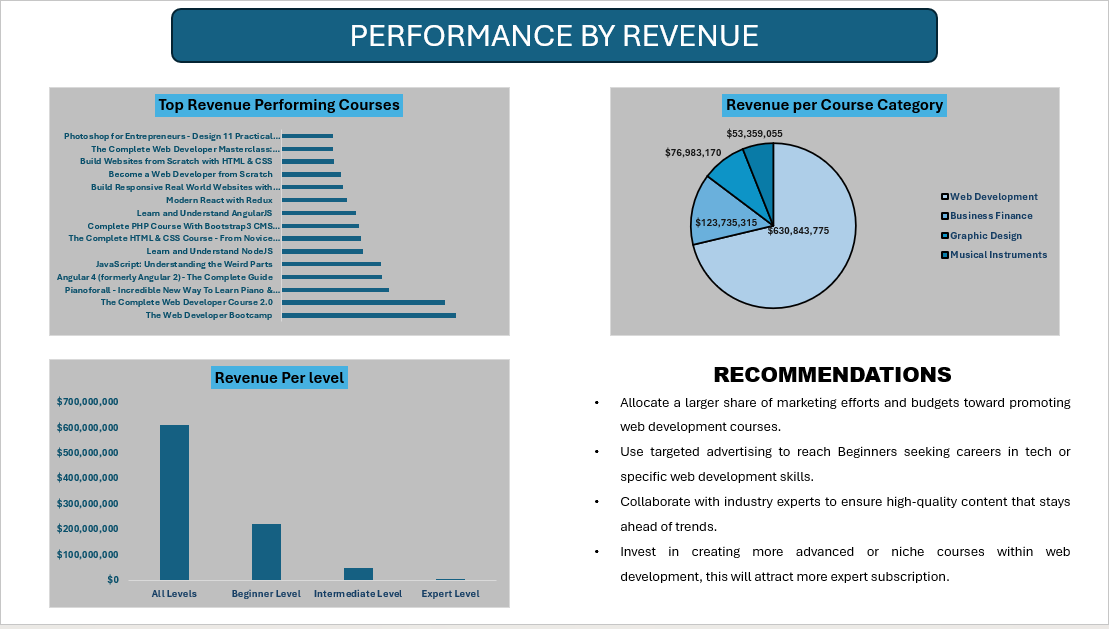 PERFORMANCE BY REVENUE
Top Revenue Performing Courses
Photoshop for Entrepreneurs - Design 11 Practical...
The Complete Web Developer Masterclass:...
Build Websites from Scratch with HTML & CSS
Become a Web Developer from Scratch
Build Responsive Real World Websites with...
Modern React with Redux
Learn and Understand AngularJS
Complete PHP Course With Bootstrap3 CMS...
The Complete HTML & CSS Course - From Novice...
Learn and Understand NodeJS
JavaScript: Understanding the Weird Parts
Angular 4 (formerly Angular 2) - The Complete Guide
Pianoforall - Incredible New Way To Learn Piano &...
The Complete Web Developer Course 2.0
The Web Developer Bootcamp
Revenue per Course Category
$53,359,055
$76,983,170
$123,735,315
$630,843,775
Web Development
Business Finance
Graphic Design
Musical Instruments
Revenue Per level
$700,000,000
$600,000,000
$500,000,000
$400,000,000
$300,000,000
$200,000,000
$100,000,000
$0
All Levels
Beginner Level
Intermediate Level
Expert Level
RECOMMENDATIONS
• Allocate a larger share of marketing efforts and budgets toward promoting
web development courses.
• Use targeted advertising to reach Beginners seeking careers in tech or
specific web development skills.
• Collaborate with industry experts to ensure high-quality content that stays
ahead of trends.
• Invest in creating more advanced or niche courses within web
development, this will attract more expert subscription.